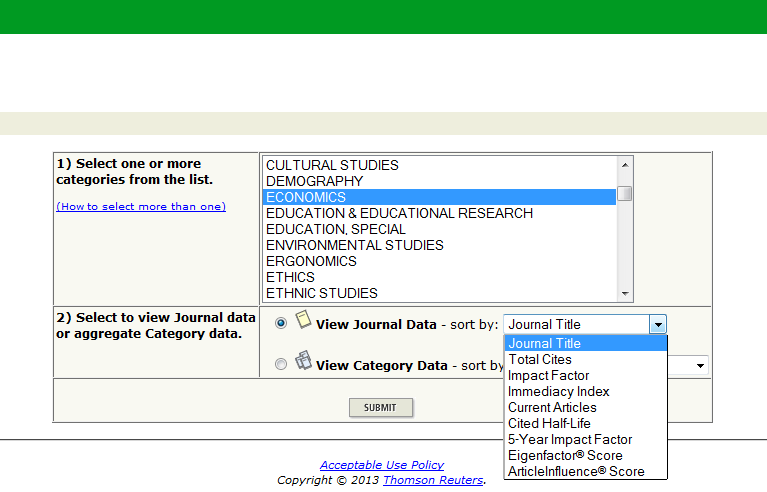 1) Select one or more
categories from the list.
(How to select more than one)
CULTURAL STUDIES
DEMOGRAPHY
ECONOMICS
EDUCATION & EDUCATIONAL RESEARCH
EDUCATION, SPECIAL
ENVIRONMENTAL STUDIES
ERGONOMICS
ETHICS
ETHNIC STUDIES
2) Select to view Journal data
or aggregate Category data.
View Journal Data - sort by: Journal Title
View Category Data - sort by
Journal Title
Total Cites
Impact Factor
Immediacy Index
Current Articles
Cited Half-Life
5-Year Impact Factor
Eigenfactor® Score
ArticleInfluence® Score
SUBMIT
Acceptable Use Policy
Copyright © 2013 Thomson Reuters.